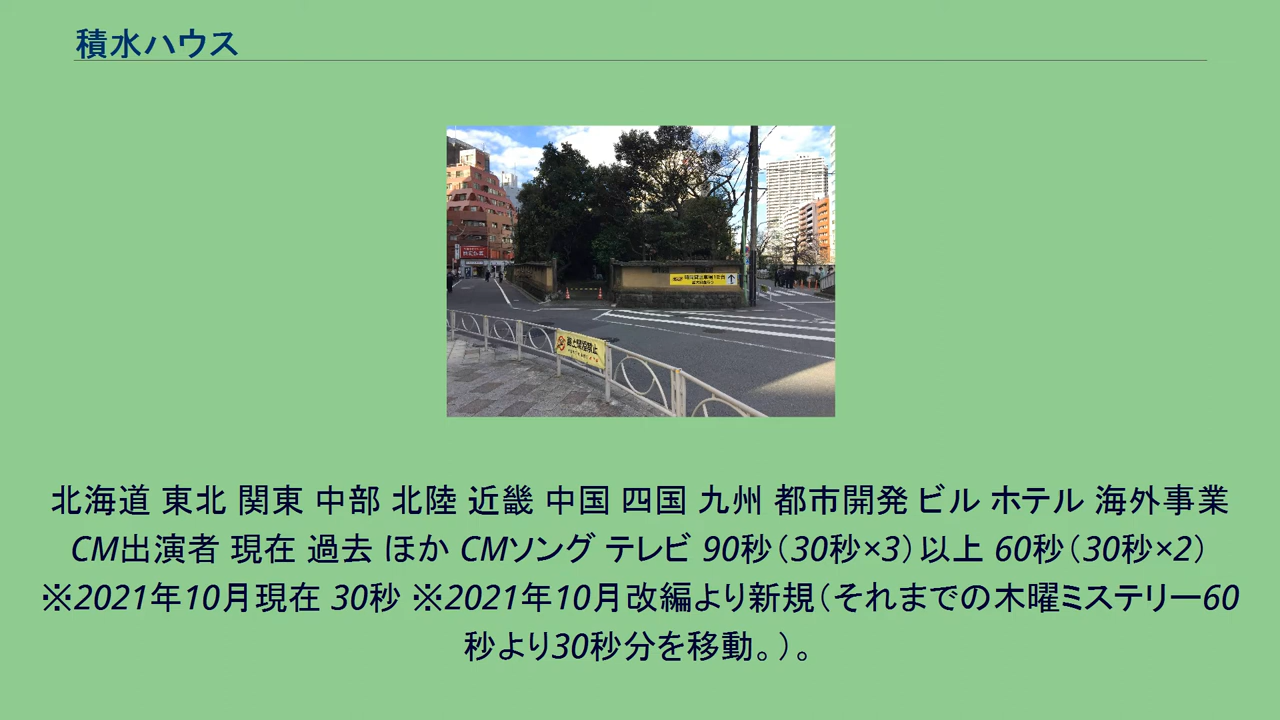 積水ハウス
路上喫煙禁止
北海道 東北 関東 中部 北陸 近畿 中国 四国 九州 都市開発 ビル ホテル 海外事業
CM出演者 現在 過去 ほか CMソング テレビ 90秒（30秒×3）以上 60秒（30秒×2）
※2021年10月現在 30秒 ※2021年10月改編より新規（それまでの木曜ミステリー60
秒より30秒分を移動。）。